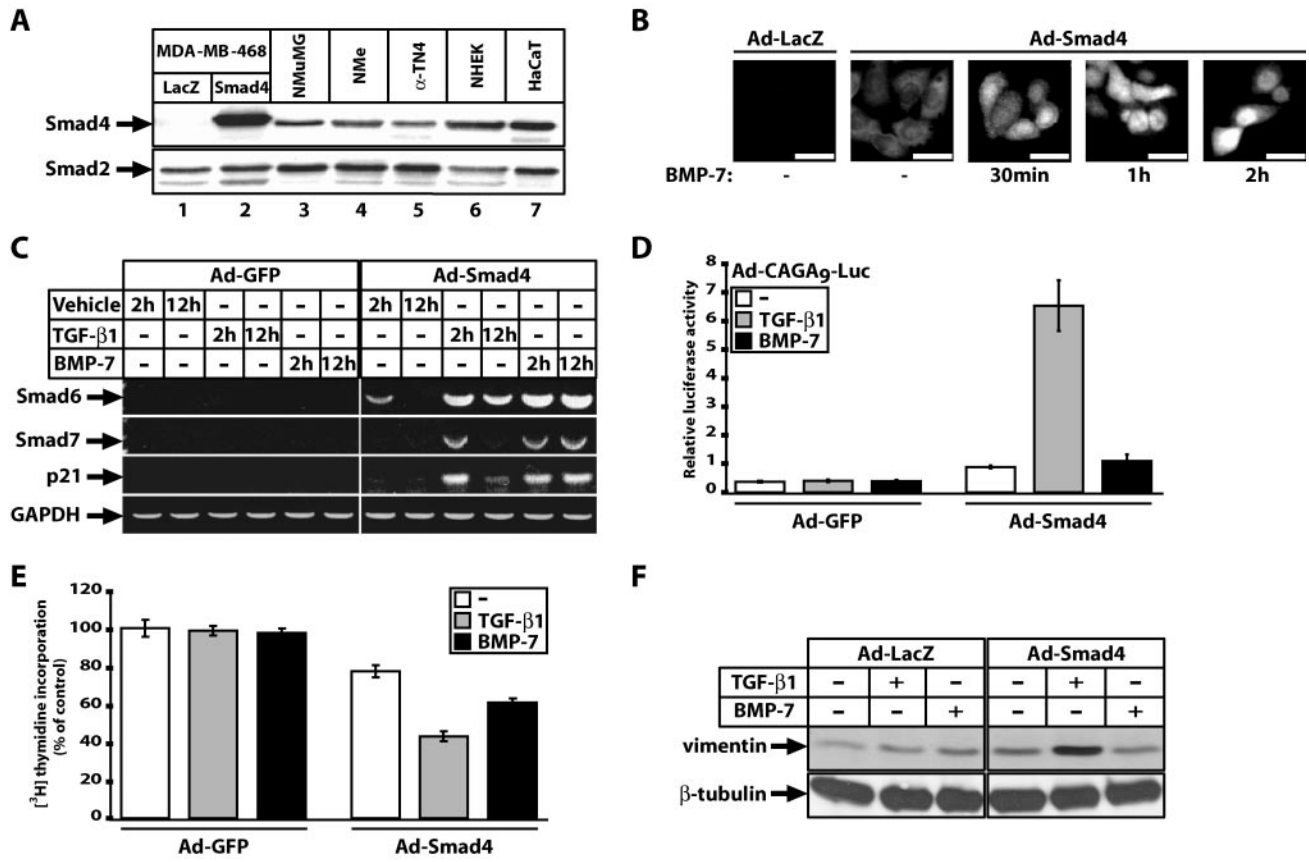 A
MDA-MB-468 NMuMG NMe α-TN4 NHEK HaCaT
LacZ Smad4
Smad4
Smad2
1 2 3 4 5 6 7
B
Ad-LacZ Ad-Smad4
BMP-7: - - 30min 1h 2h
C
Ad-GFP Ad-Smad4
Vehicle 2h 12h – – – – 2h 12h – – – –
TGF-β1 – – 2h 12h – – – – 2h 12h – –
BMP-7 – – – – 2h 12h – – – – 2h 12h
Smad6
Smad7
p21
GAPDH
D
Ad-CAGA9-Luc
–
TGF-β1
BMP-7
Relative luciferase activity
8
7
6
5
4
3
2
1
0
Ad-GFP Ad-Smad4
E
[³H] thymidine incorporation
(% of control)
120
100
80
60
40
20
0
–
TGF-β1
BMP-7
Ad-GFP Ad-Smad4
F
Ad-LacZ Ad-Smad4
TGF-β1 – + – – + –
BMP-7 – – + – – +
vimentin
β-tubulin